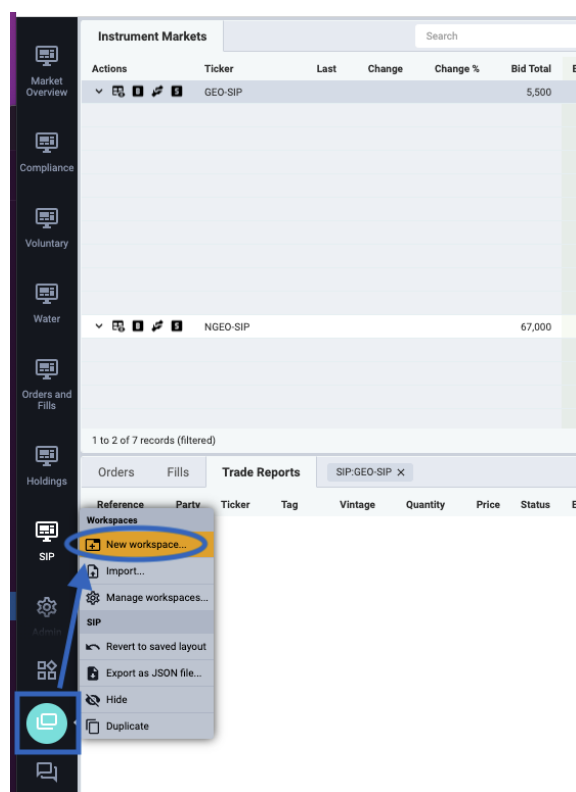 Market
Overview
Compliance
Voluntary
Water
Orders and
Fills
Holdings
SIP
Admin
Instrument Markets
Search
Actions Ticker Last Change Change % Bid Total
GEO-SIP 5,500
NGEO-SIP 67,000
1 to 2 of 7 records (filtered)
Orders Fills Trade Reports SIP:GEO-SIP
Reference Party Ticker Tag Vintage Quantity Price Status
Workspaces
New workspace...
Import...
Manage workspaces...
SIP
Revert to saved layout
Export as JSON file...
Hide
Duplicate